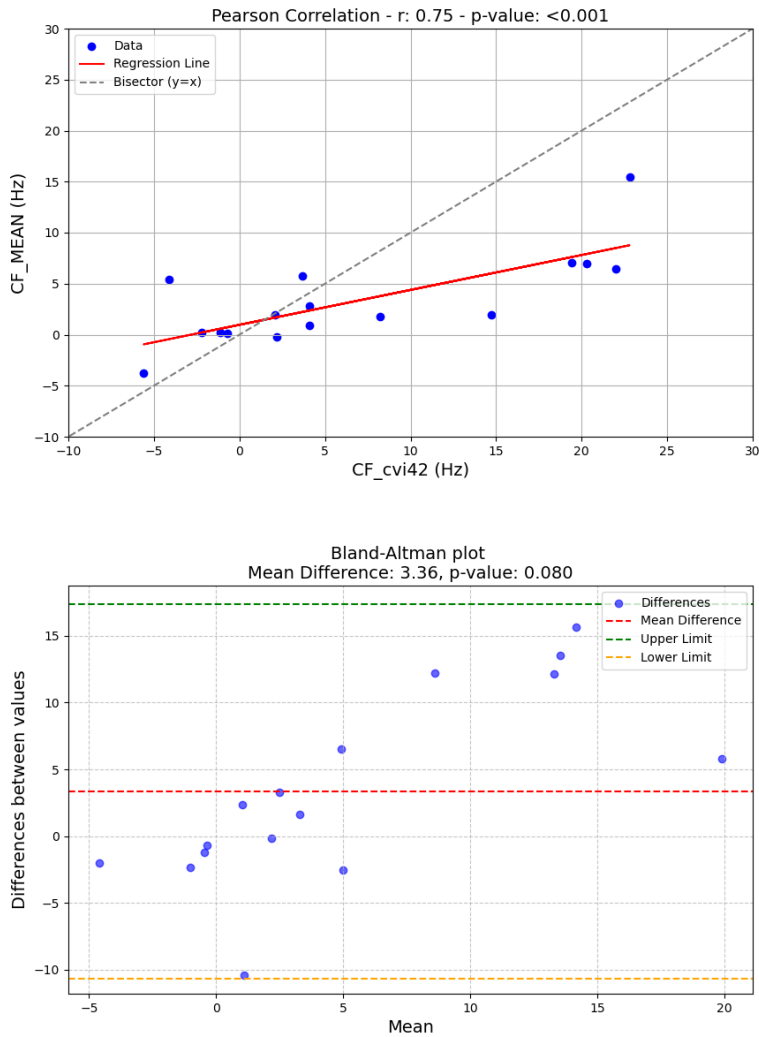 Pearson Correlation - r: 0.75 - p-value: <0.001
30
25
20
15
10
5
0
−5
−10
CF_MEAN (Hz)
Data
Regression Line
Bisector (y=x)
−10 −5 0 5 10 15 20 25 30
CF_cvi42 (Hz)
Bland-Altman plot
Mean Difference: 3.36, p-value: 0.080
Differences
Mean Difference
Upper Limit
Lower Limit
15
10
5
0
−5
−10
Differences between values
−5 0 5 10 15 20
Mean